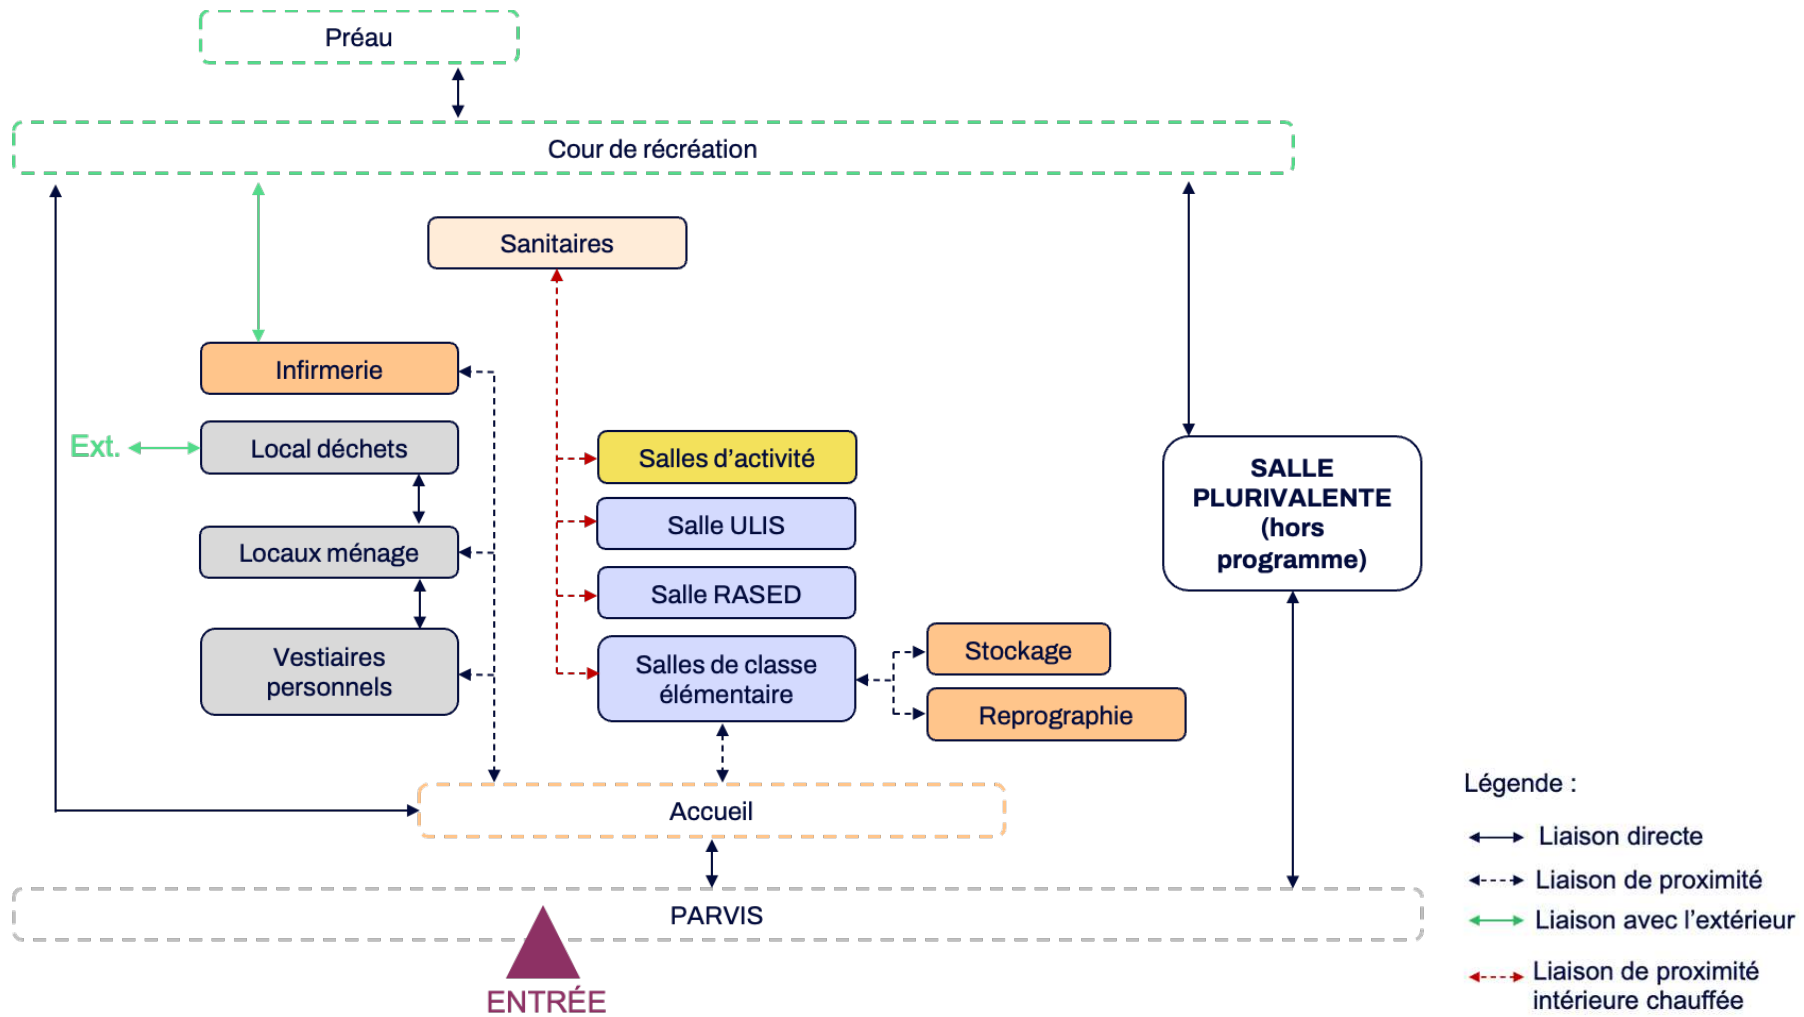 Préau
Cour de récréation
Sanitaires
Infirmerie
Ext.
Local déchets
Salles d’activité
SALLE
PLURIVALENTE
(hors
programme)
Salle ULIS
Locaux ménage
Salle RASED
Vestiaires
personnels
Salles de classe
élémentaire
Stockage
Reprographie
Accueil
PARVIS
ENTRÉE
Légende :
Liaison directe
Liaison de proximité
Liaison avec l’extérieur
Liaison de proximité
intérieure chauffée